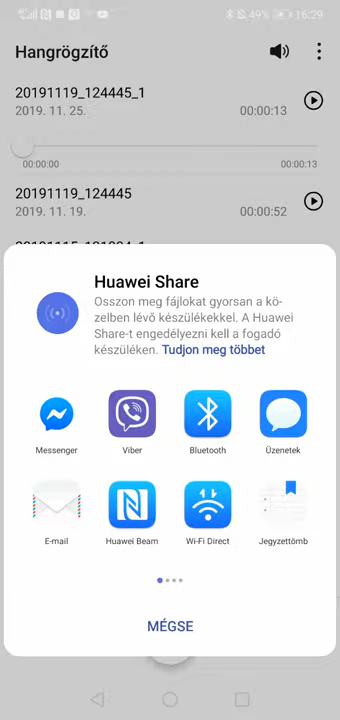 49% 16:29
Hangrögzítő
20191119_124445_1
2019. 11. 25. 00:00:13
00:00:00 00:00:13
20191119_124445
2019. 11. 19. 00:00:52
Huawei Share
Osszon meg fájlokat gyorsan a kö-
zelben lévő készülékekkel. A Huawei
Share-t engedélyezni kell a fogadó
készüléken. Tudjon meg többet
Messenger Viber Bluetooth Üzenetek
E-mail Huawei Beam Wi-Fi Direct Jegyzettömb
MÉGSE